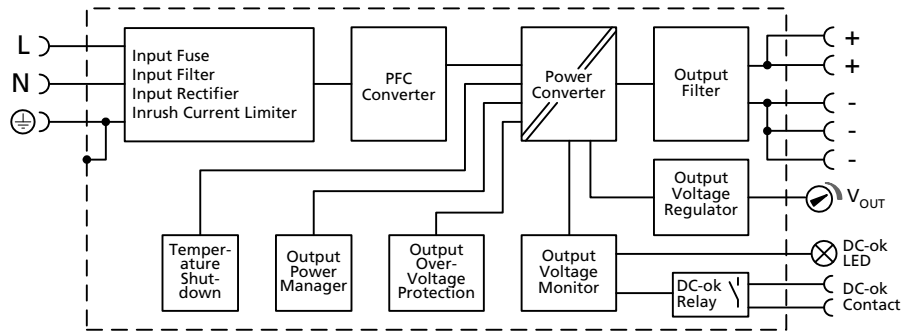 L
N
Input Fuse
Input Filter
Input Rectifier
Inrush Current Limiter
PFC
Converter
Power
Converter
Output
Filter
+
+
-
-
-
Output
Voltage
Regulator
VOUT
Temper-
ature
Shut-
down
Output
Power
Manager
Output
Over-
Voltage
Protection
Output
Voltage
Monitor
DC-ok
Relay
DC-ok
LED
DC-ok
Contact